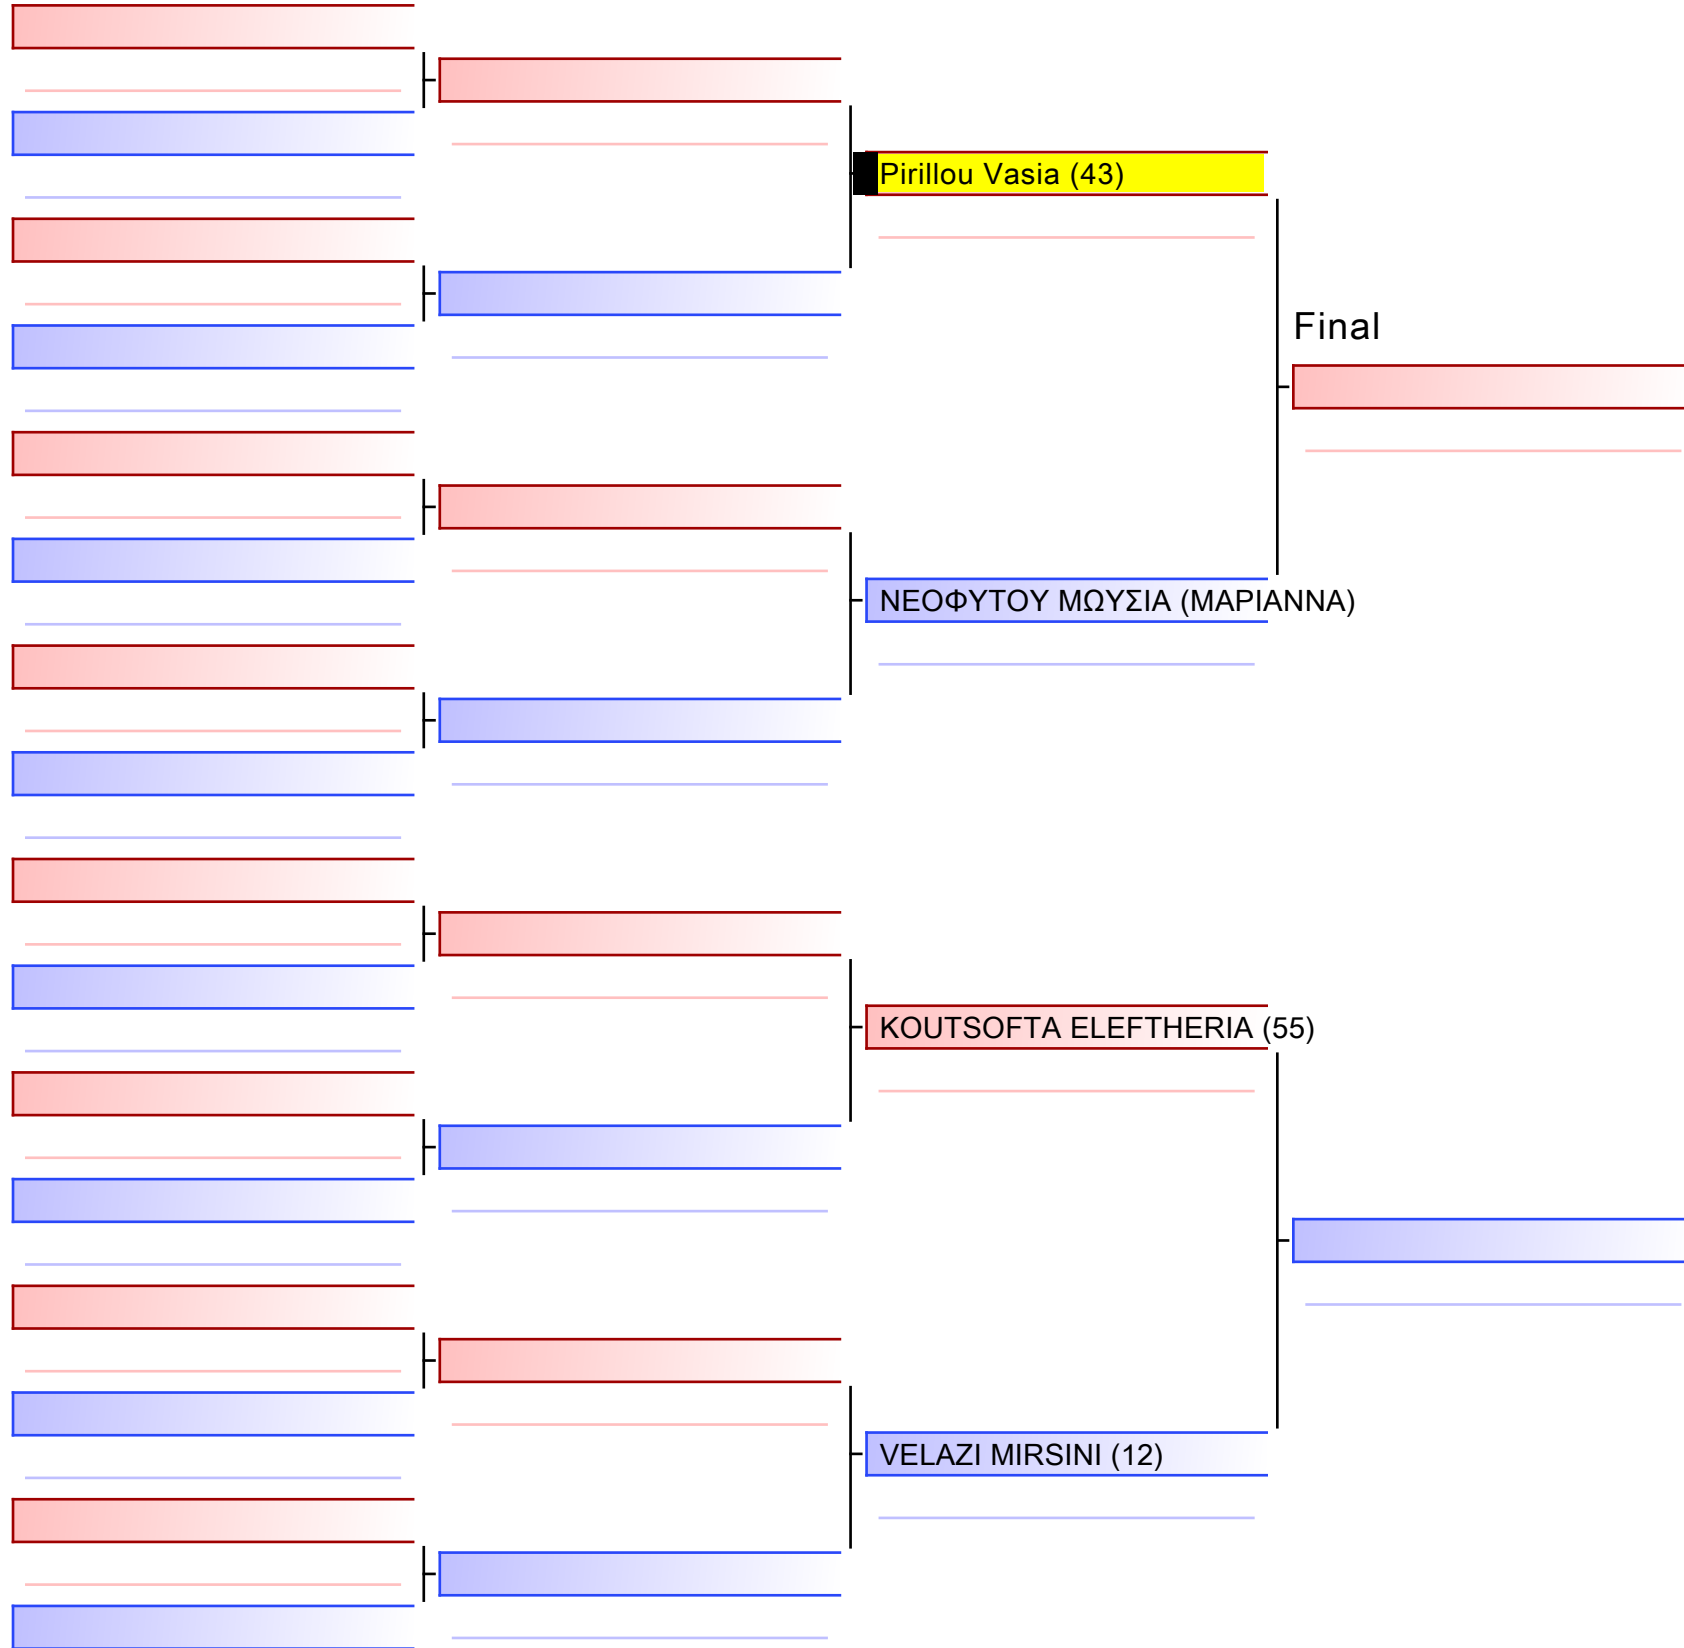 Pirillou Vasia (43)
Final
ΝΕΟΦΥΤΟΥ ΜΩΥΣΙΑ (ΜΑΡΙΑΝΝΑ)
KOUTSOFTA ELEFTHERIA (55)
VELAZI MIRSINI (12)